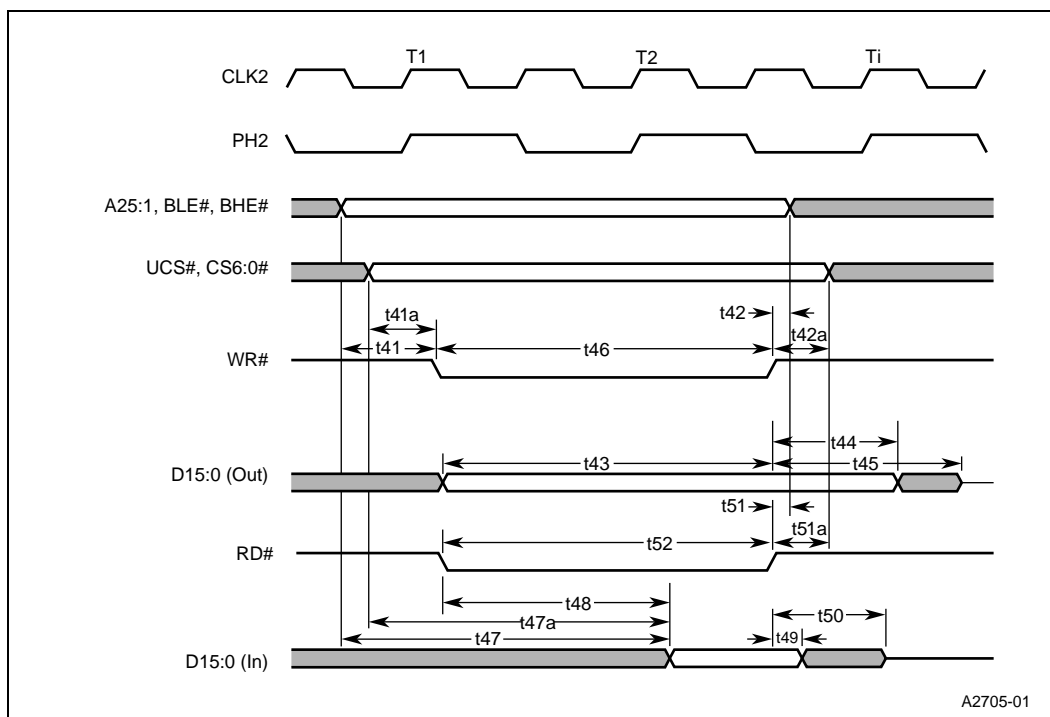 T1 T2 Ti
CLK2
PH2
A25:1, BLE#, BHE#
UCS#, CS6:0#
t41a t42
t41 t46 t42a
WR#
t44
t43 t45
D15:0 (Out)
t51
t52 t51a
RD#
t48
t47a t50
t47 t49
D15:0 (In)
A2705-01